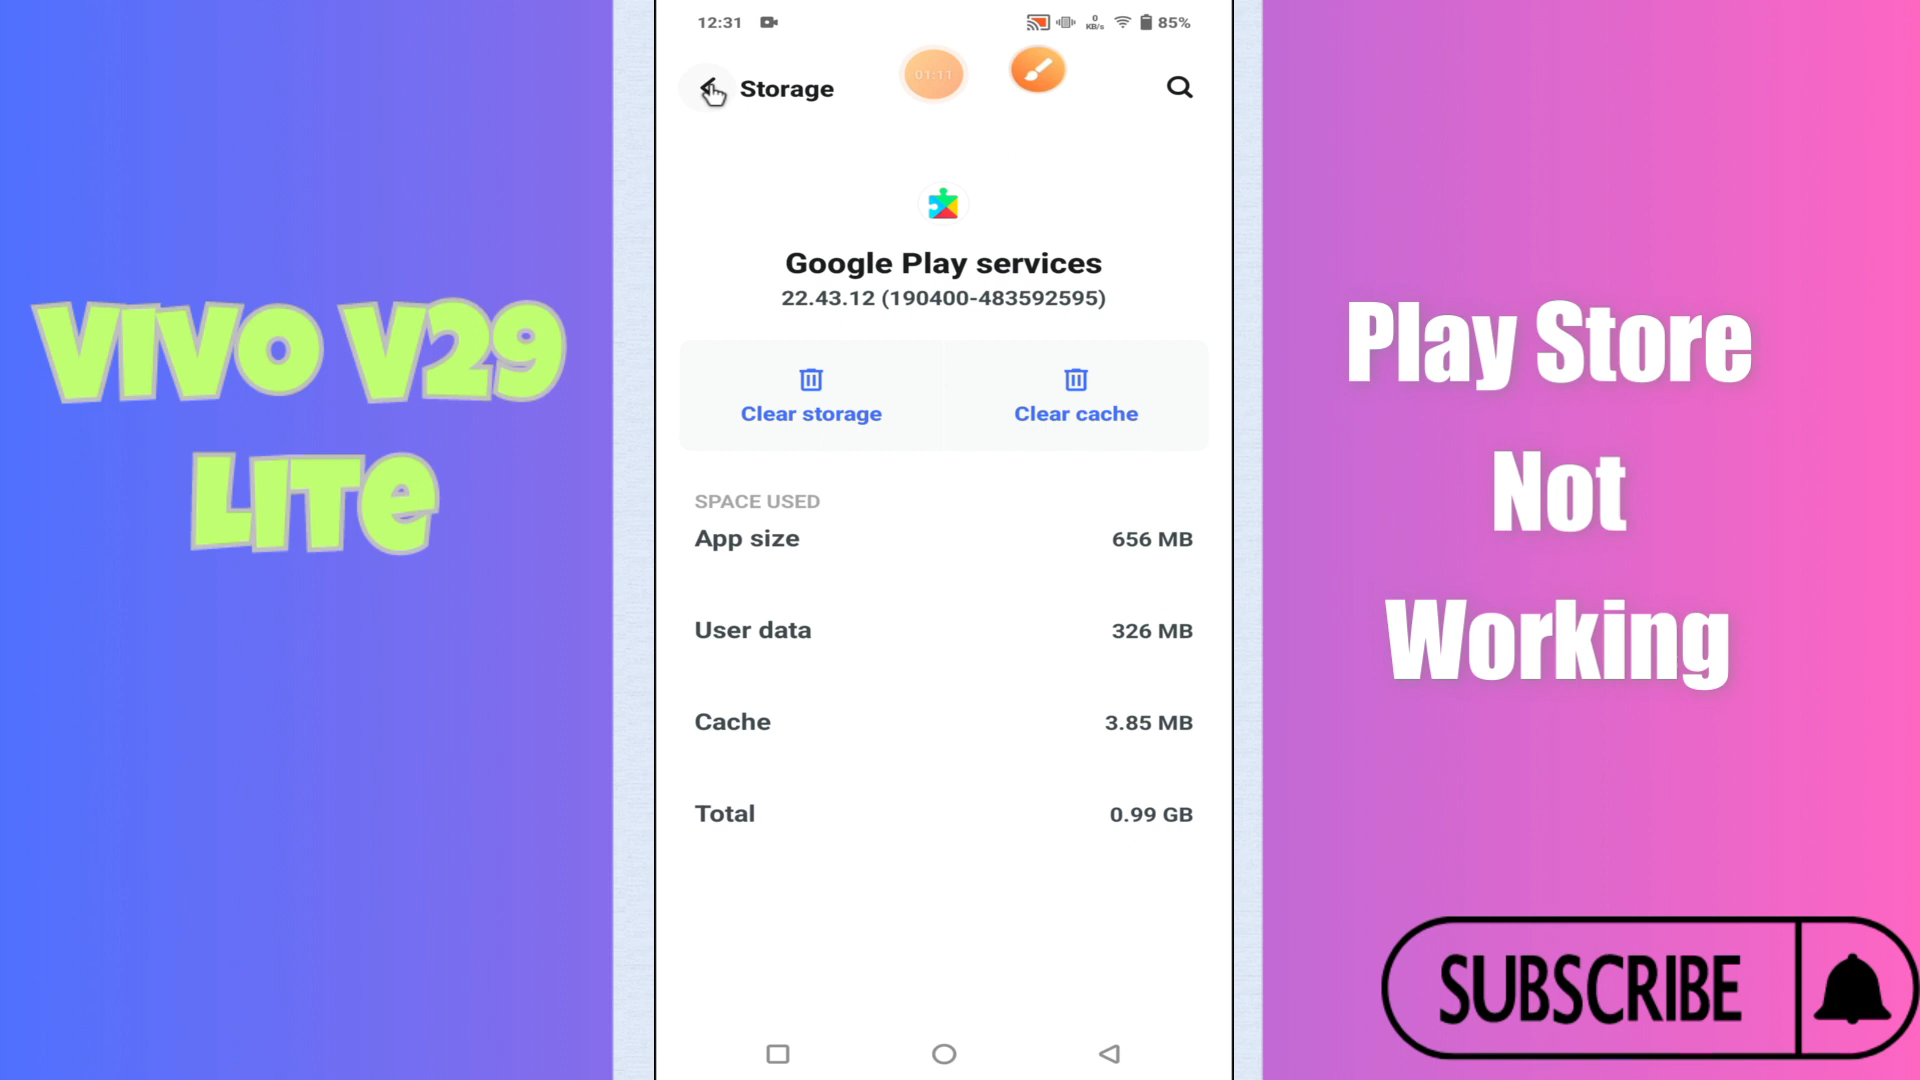 VIVO V29
LITE
12:31
0
KB/s
85%
01:11
Storage
Google Play services
22.43.12 (190400-483592595)
Clear storage
Clear cache
SPACE USED
App size
656 MB
User data
326 MB
Cache
3.85 MB
Total
0.99 GB
Play Store
Not
Working
SUBSCRIBE